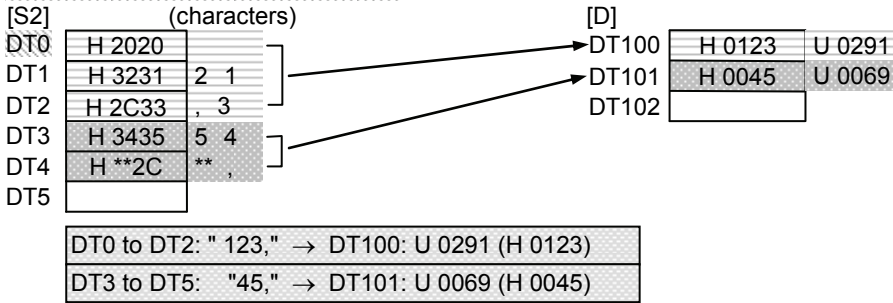 [S2] (characters) [D]
DT0 H 2020 DT100 H 0123 U 0291
DT1 H 3231 2 1 DT101 H 0045 U 0069
DT2 H 2C33 , 3 DT102
DT3 H 3435 5 4
DT4 H **2C ** ,
DT5
DT0 to DT2: " 123," → DT100: U 0291 (H 0123)
DT3 to DT5: "45," → DT101: U 0069 (H 0045)